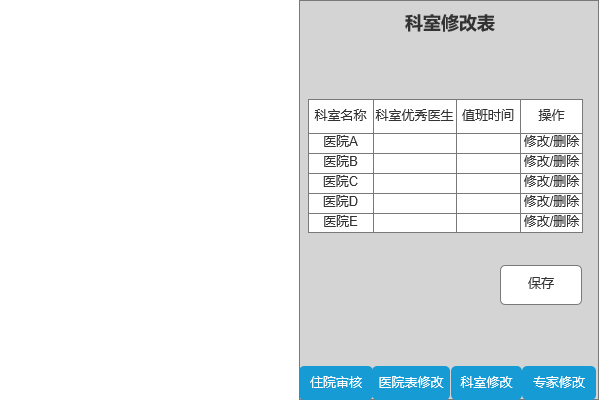 科室修改表
科室名称 科室优秀医生 值班时间 操作
医院A 修改/删除
医院B 修改/删除
医院C 修改/删除
医院D 修改/删除
医院E 修改/删除
保存
住院审核 医院表修改 科室修改 专家修改